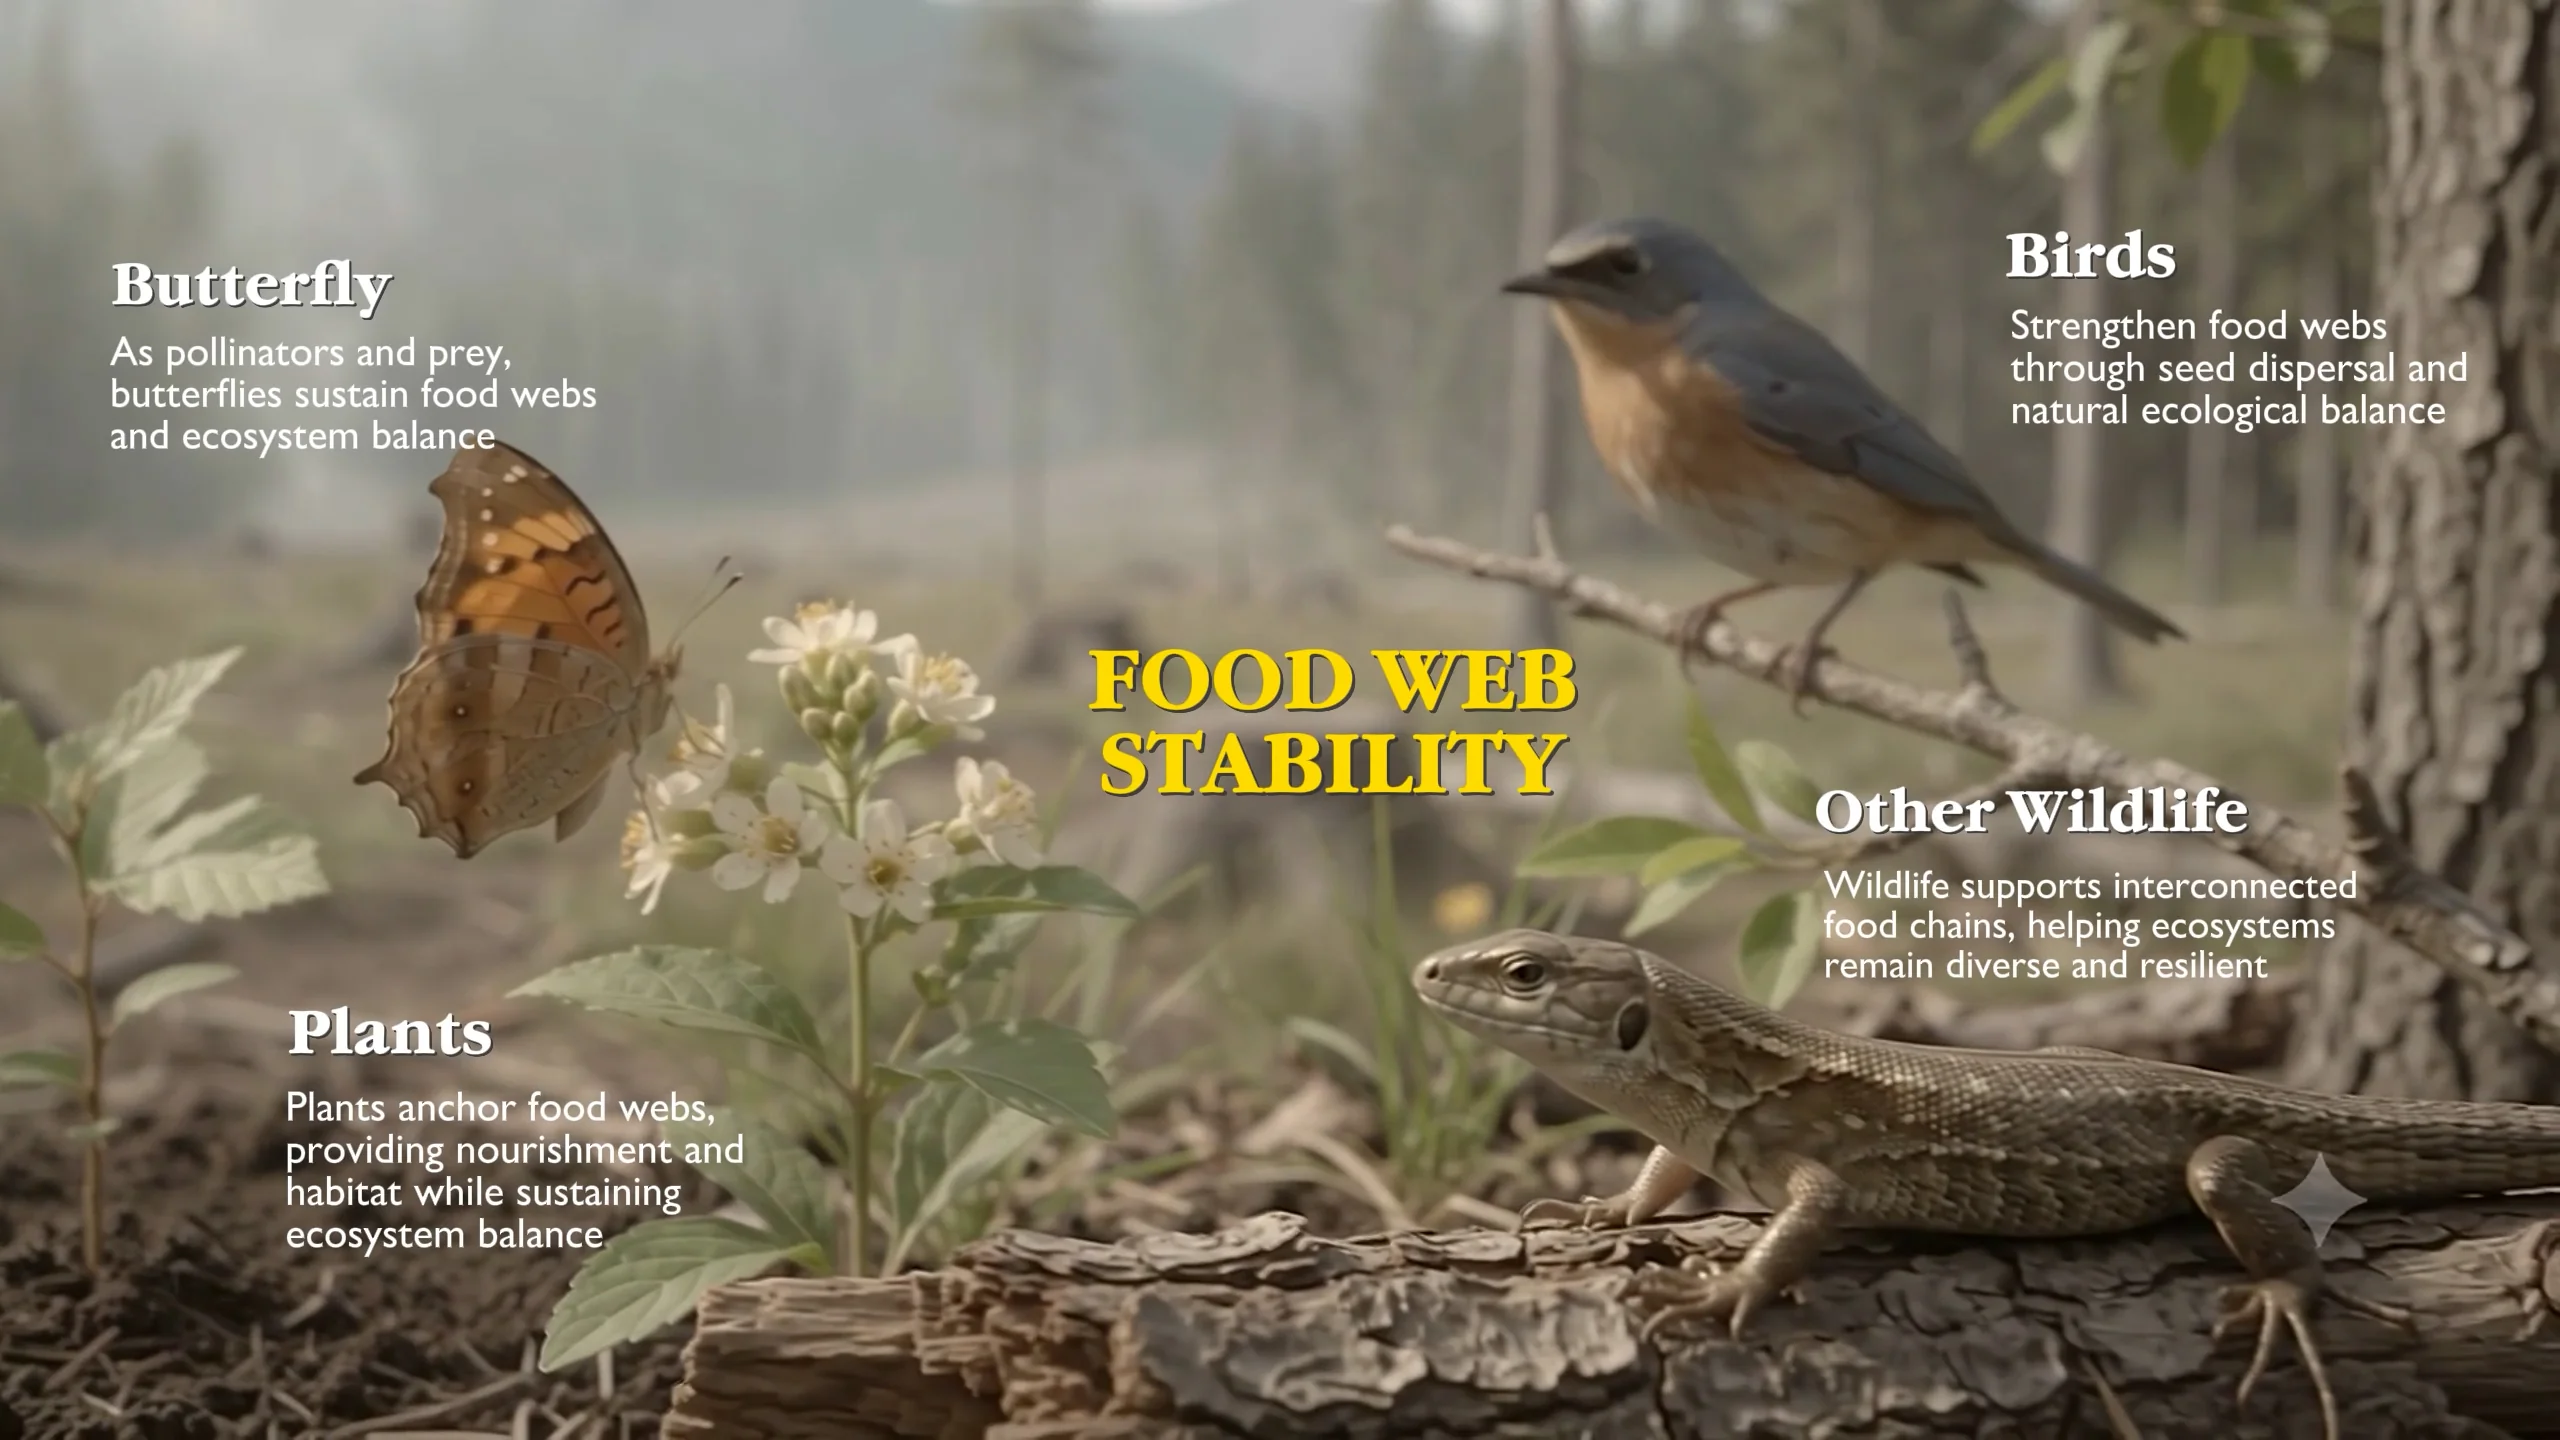 Butterfly
As pollinators and prey,
butterflies sustain food webs
and ecosystem balance
Birds
Strengthen food webs
through seed dispersal and
natural ecological balance
FOOD WEB
STABILITY
Other Wildlife
Wildlife supports interconnected
food chains, helping ecosystems
remain diverse and resilient
Plants
Plants anchor food webs,
providing nourishment and
habitat while sustaining
ecosystem balance